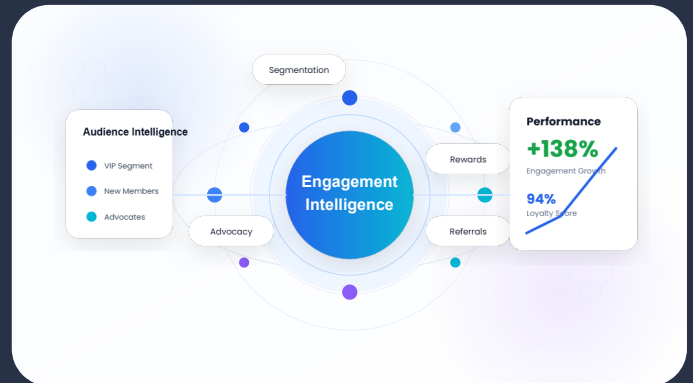 Segmentation
Audience Intelligence
VIP Segment
New Members
Advocates
Advocacy
Engagement
Intelligence
Rewards
Referrals
Performance
+138%
Engagement Growth
94%
Loyalty Score